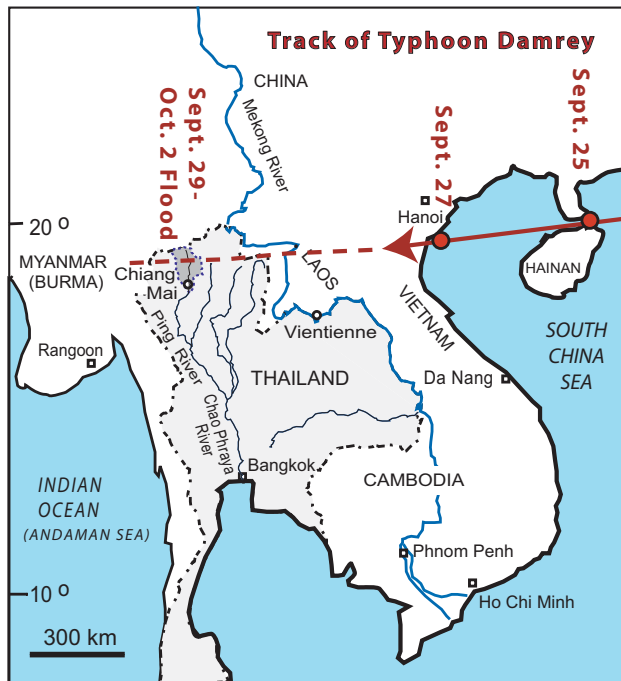 Track of Typhoon Damrey
CHINA
Mekong River
Sept. 29-
Oct. 2 Flood
Sept. 27
Sept. 25
Hanoi
20 o
MYANMAR
(BURMA)
Chiang
Mai
LAOS
HAINAN
VIETNAM
Ping River
Vientienne
SOUTH
CHINA
SEA
Rangoon
THAILAND
Da Nang
Chao Phraya
River
Bangkok
CAMBODIA
INDIAN
OCEAN
(ANDAMAN SEA)
Phnom Penh
10 o
Ho Chi Minh
300 km